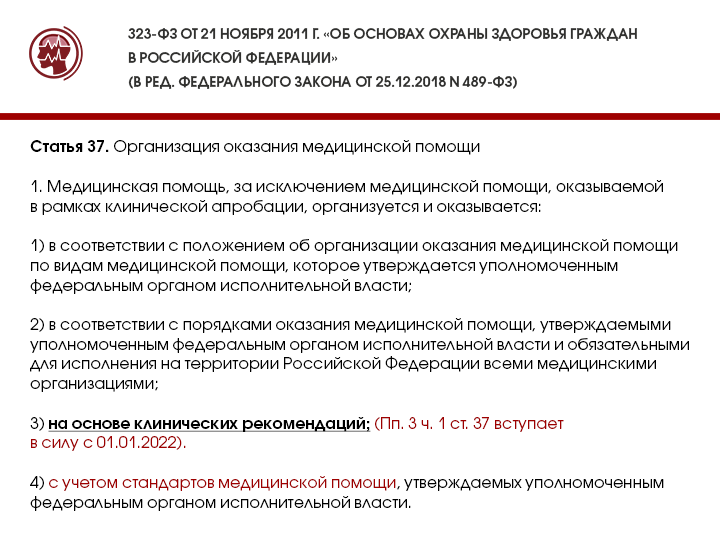 323-ФЗ ОТ 21 НОЯБРЯ 2011 Г. «ОБ ОСНОВАХ ОХРАНЫ ЗДОРОВЬЯ ГРАЖДАН
В РОССИЙСКОЙ ФЕДЕРАЦИИ»
(В РЕД. ФЕДЕРАЛЬНОГО ЗАКОНА ОТ 25.12.2018 N 489-ФЗ)
Статья 37. Организация оказания медицинской помощи
1. Медицинская помощь, за исключением медицинской помощи, оказываемой
в рамках клинической апробации, организуется и оказывается:
1) в соответствии с положением об организации оказания медицинской помощи
по видам медицинской помощи, которое утверждается уполномоченным
федеральным органом исполнительной власти;
2) в соответствии с порядками оказания медицинской помощи, утверждаемыми
уполномоченным федеральным органом исполнительной власти и обязательными
для исполнения на территории Российской Федерации всеми медицинскими
организациями;
3) на основе клинических рекомендаций; (Пп. 3 ч. 1 ст. 37 вступает
в силу с 01.01.2022).
4) с учетом стандартов медицинской помощи, утверждаемых уполномоченным
федеральным органом исполнительной власти.